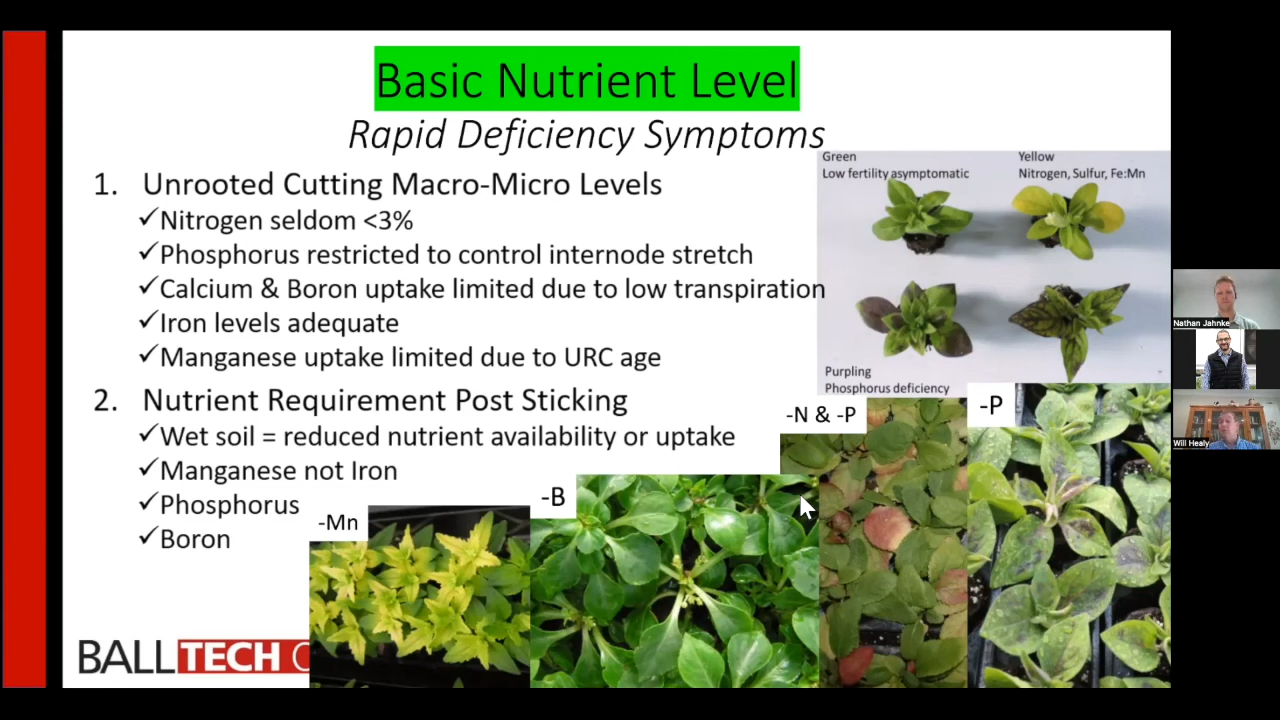 Basic Nutrient Level
Rapid Deficiency Symptoms
1. Unrooted Cutting Macro-Micro Levels
✓Nitrogen seldom <3%
✓Phosphorus restricted to control internode stretch
✓Calcium & Boron uptake limited due to low transpiration
✓Iron levels adequate
✓Manganese uptake limited due to URC age
2. Nutrient Requirement Post Sticking
✓Wet soil = reduced nutrient availability or uptake
✓Manganese not Iron
✓Phosphorus
✓Boron
Green
Low fertility asymptomatic
Yellow
Nitrogen, Sulfur, Fe:Mn
Purpling
Phosphorus deficiency
-Mn
-B
-N & -P
-P
BALLTECH
Nathan Jahnke
Will Healy